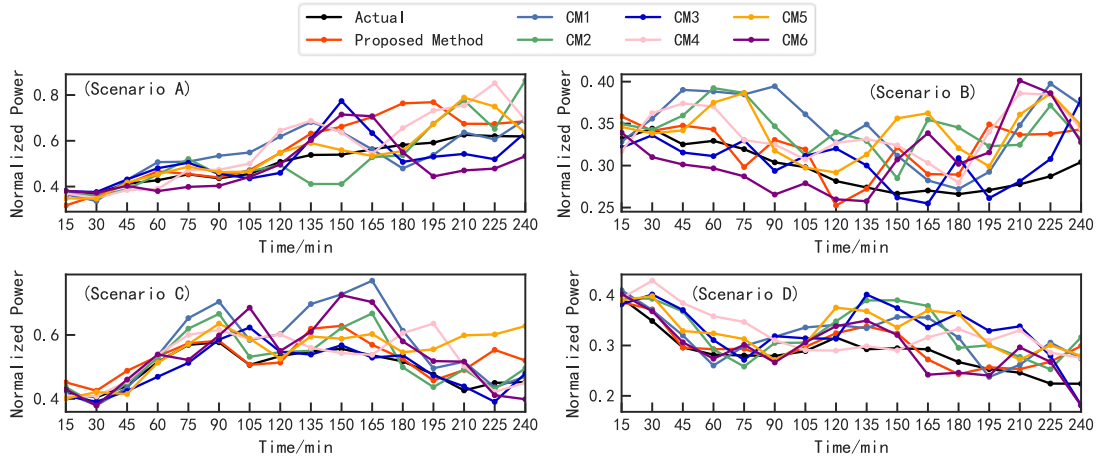 Actual CM1 CM3 CM5
Proposed Method CM2 CM4 CM6
Normalized Power
(Scenario A)
0.8
0.6
0.4
15 30 45 60 75 90 105 120 135 150 165 180 195 210 225 240
Time/min
Normalized Power
(Scenario B)
0.40
0.35
0.30
0.25
15 30 45 60 75 90 105 120 135 150 165 180 195 210 225 240
Time/min
Normalized Power
(Scenario C)
0.6
0.4
15 30 45 60 75 90 105 120 135 150 165 180 195 210 225 240
Time/min
Normalized Power
(Scenario D)
0.4
0.3
0.2
15 30 45 60 75 90 105 120 135 150 165 180 195 210 225 240
Time/min